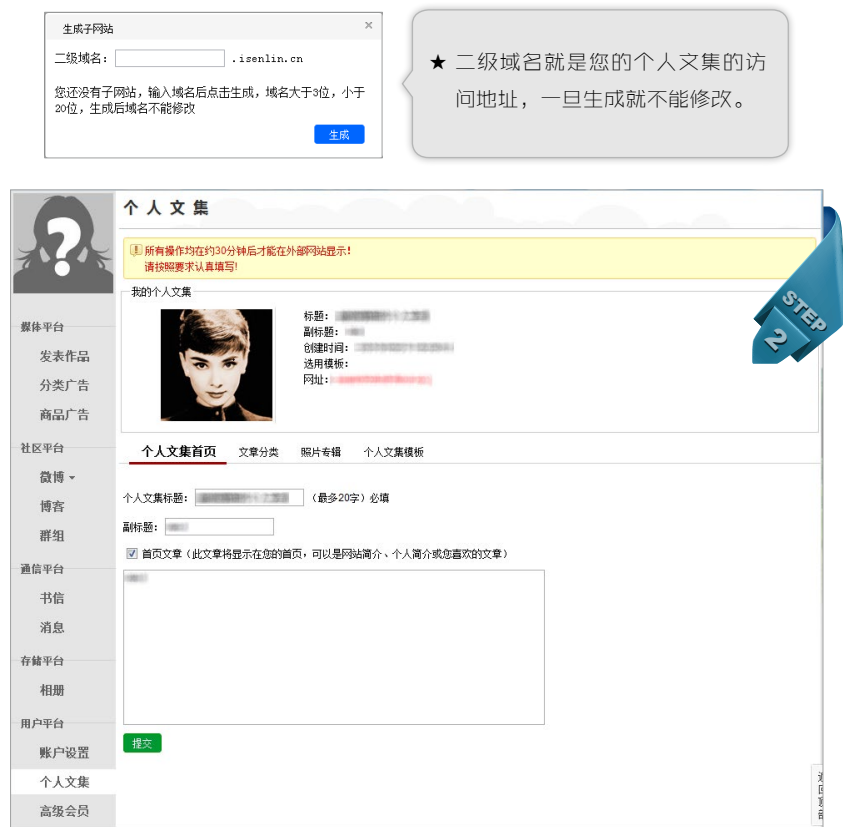 生成子网站
×
二级域名： .isenlin.cn
您还没有子网站，输入域名后点击生成，域名大于3位，小于
20位，生成后域名不能修改
生成
★ 二级域名就是您的个人文集的访
问地址，一旦生成就不能修改。
个人文集
所有操作均在约30分钟后才能在外部网站显示！
请按照要求认真填写！
我的个人文集
标题：
副标题：
创建时间：
选用模板：
网址：
STEP
2
媒体平台
发表作品
分类广告
商品广告
社区平台
微博
博客
群组
通信平台
书信
消息
存储平台
相册
用户平台
账户设置
个人文集
高级会员
个人文集首页 文章分类 照片专辑 个人文集模板
个人文集标题： （最多20字）必填
副标题：
首页文章（此文章将显示在您的首页，可以是网站简介、个人简介或您喜欢的文章）
提交